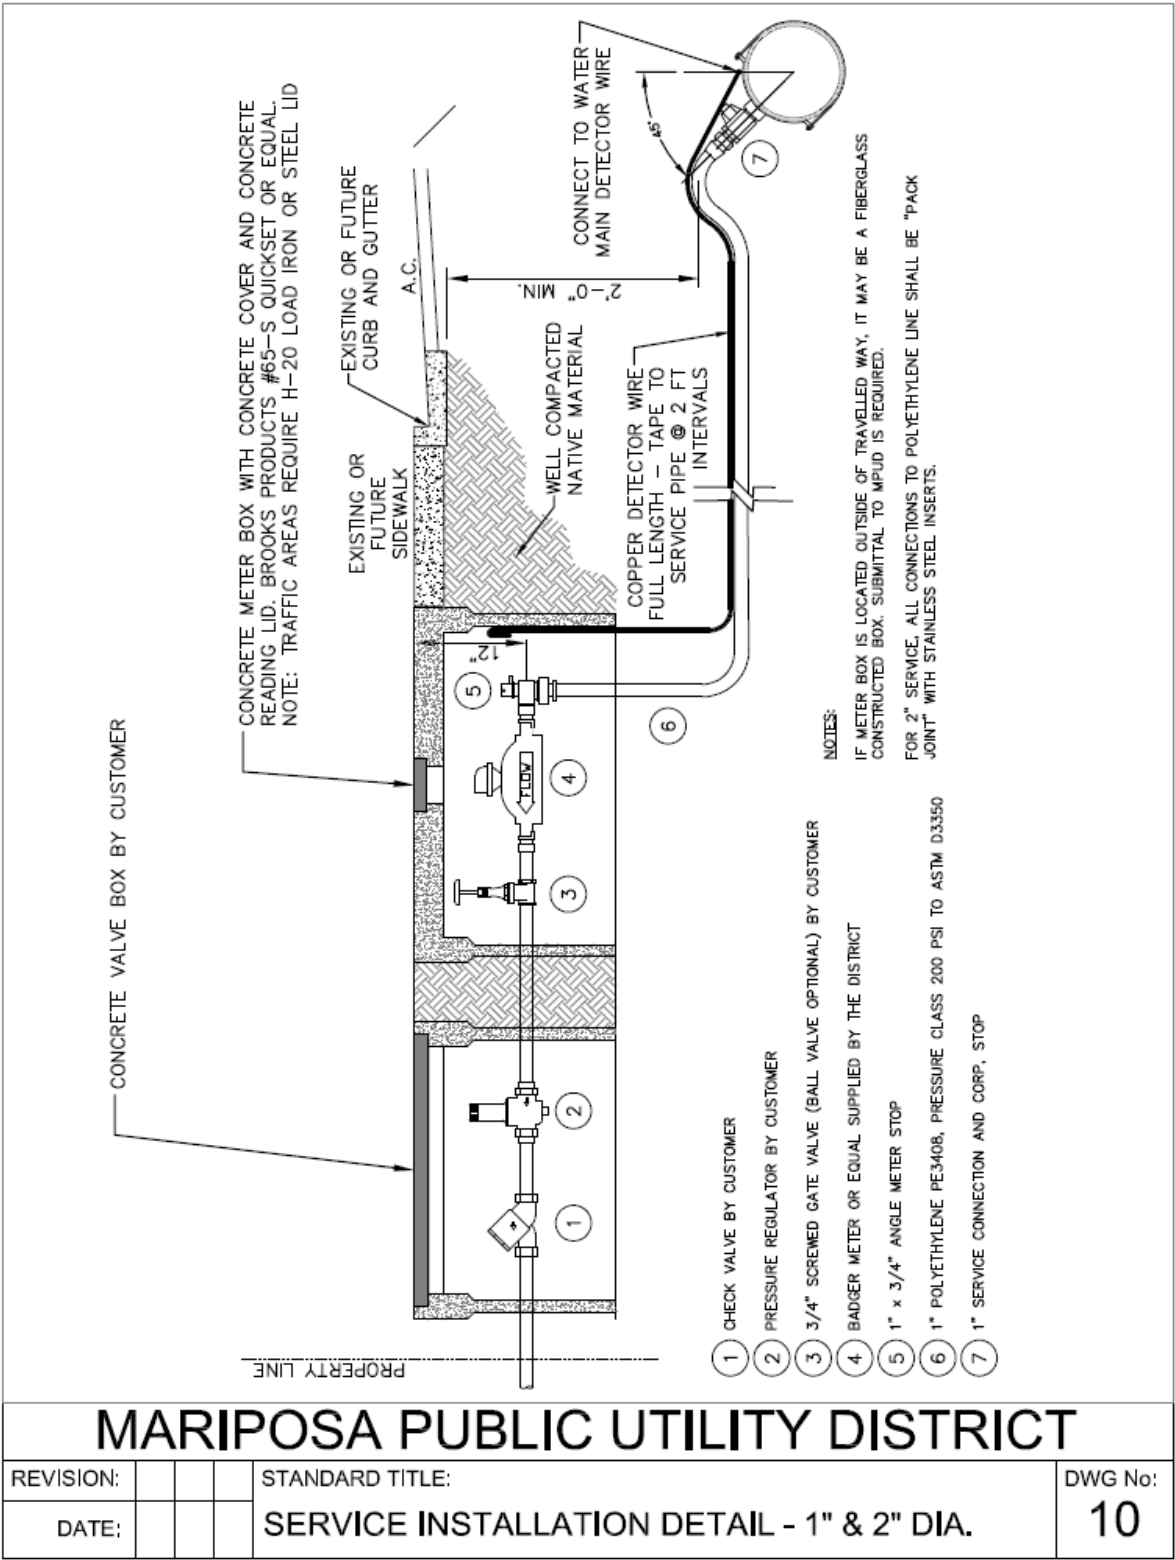 CONCRETE VALVE BOX BY CUSTOMER
CONCRETE METER BOX WITH CONCRETE COVER AND CONCRETE
READING LID. BROOKS PRODUCTS #65-S QUICKSET OR EQUAL.
NOTE: TRAFFIC AREAS REQUIRE H-20 LOAD IRON OR STEEL LID
EXISTING OR
FUTURE
SIDEWALK
EXISTING OR FUTURE
CURB AND GUTTER
A.C.
PROPERTY LINE
12"
2'-0" MIN.
WELL COMPACTED
NATIVE MATERIAL
CONNECT TO WATER
MAIN DETECTOR WIRE
45°
COPPER DETECTOR WIRE
FULL LENGTH - TAPE TO
SERVICE PIPE @ 2 FT
INTERVALS
FLOW
1
2
3
4
5
6
7
1 CHECK VALVE BY CUSTOMER
2 PRESSURE REGULATOR BY CUSTOMER
3 3/4" SCREWED GATE VALVE (BALL VALVE OPTIONAL) BY CUSTOMER
4 BADGER METER OR EQUAL SUPPLIED BY THE DISTRICT
5 1" x 3/4" ANGLE METER STOP
6 1" POLYETHYLENE PE3408, PRESSURE CLASS 200 PSI TO ASTM D3350
7 1" SERVICE CONNECTION AND CORP, STOP
NOTES:
IF METER BOX IS LOCATED OUTSIDE OF TRAVELLED WAY, IT MAY BE A FIBERGLASS
CONSTRUCTED BOX. SUBMITTAL TO MPUD IS REQUIRED.
FOR 2" SERVICE, ALL CONNECTIONS TO POLYETHYLENE LINE SHALL BE "PACK
JOINT" WITH STAINLESS STEEL INSERTS.
MARIPOSA PUBLIC UTILITY DISTRICT
REVISION:
DATE:
STANDARD TITLE:
SERVICE INSTALLATION DETAIL - 1" & 2" DIA.
DWG No:
10